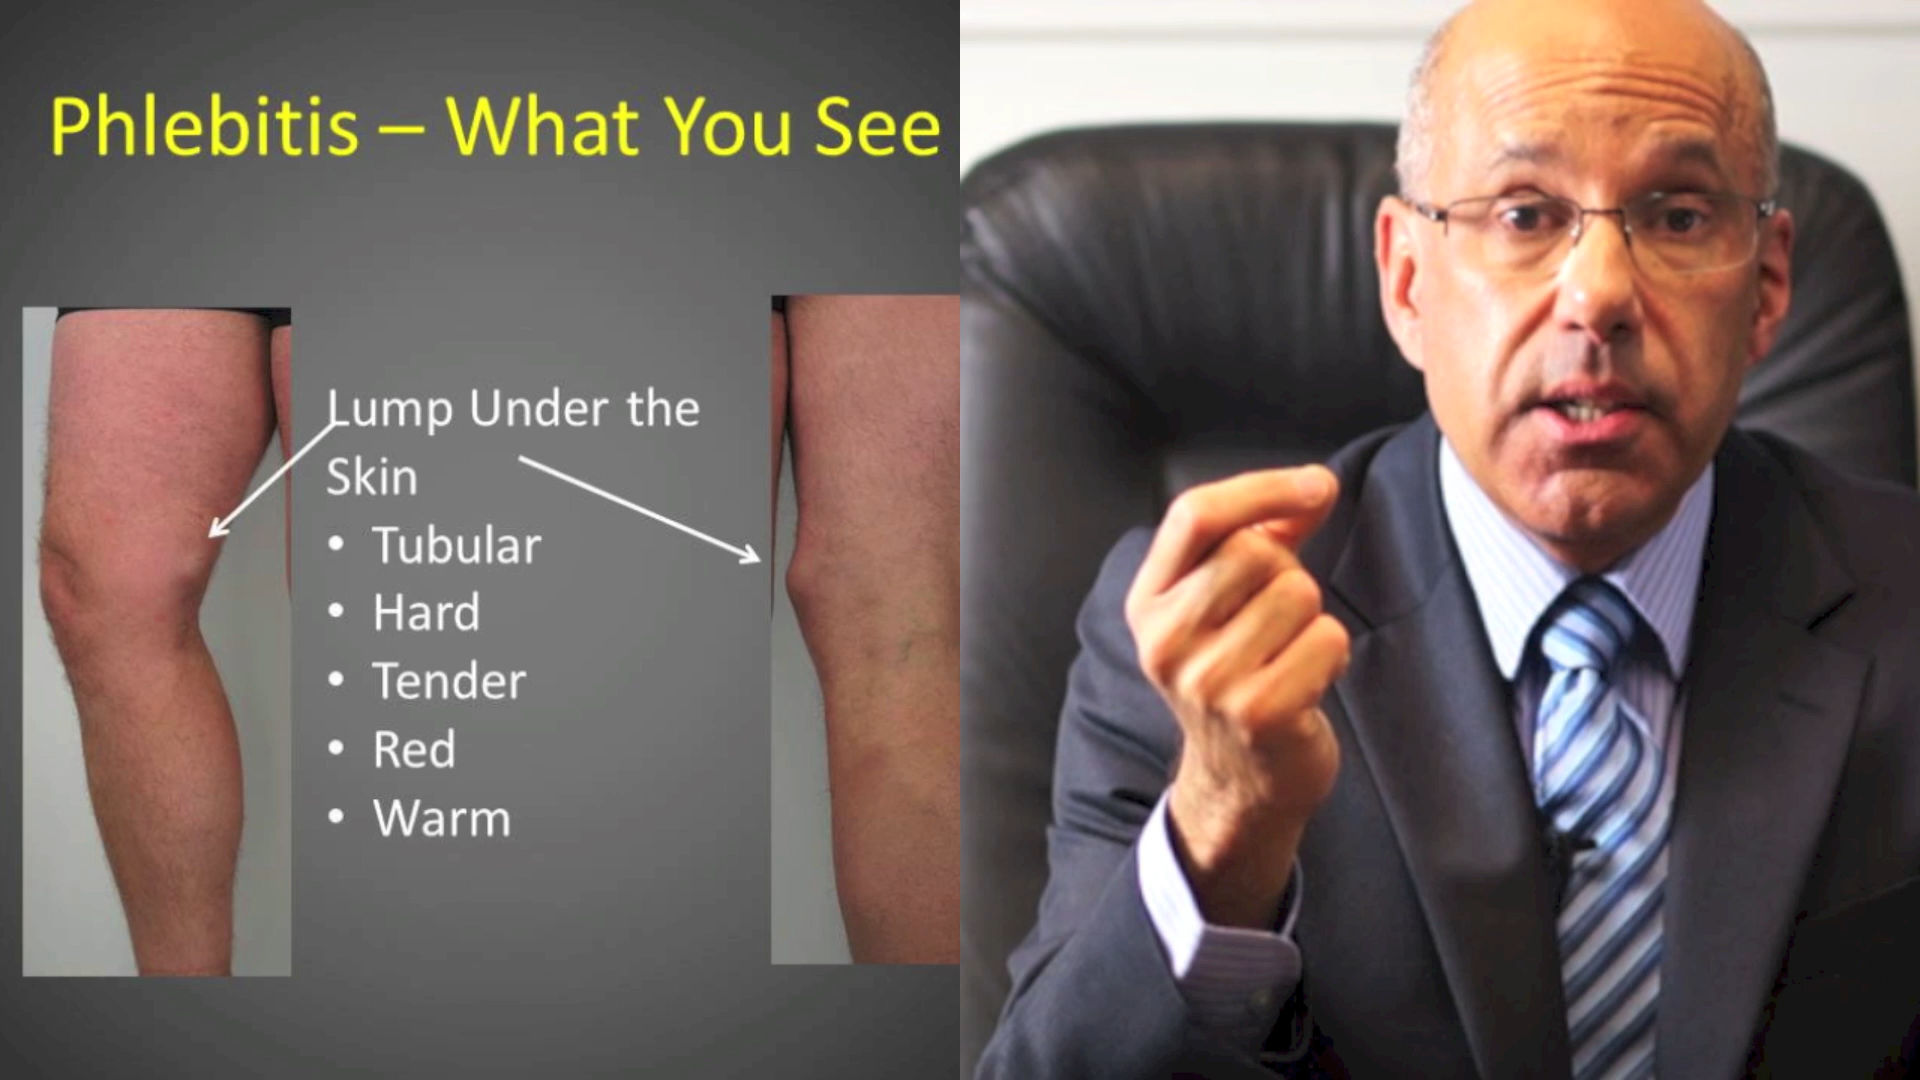 Phlebitis – What You See
Lump Under the
Skin
• Tubular
• Hard
• Tender
• Red
• Warm